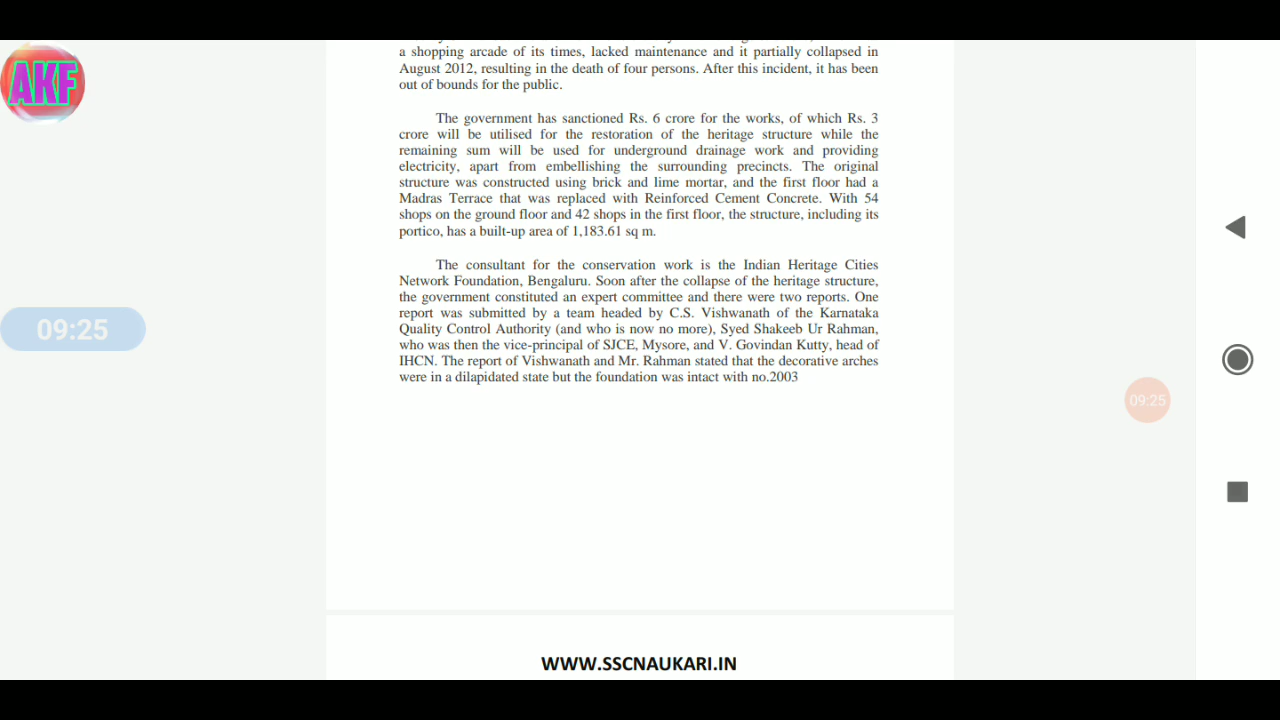 a shopping arcade of its times, lacked maintenance and it partially collapsed in
August 2012, resulting in the death of four persons. After this incident, it has been
out of bounds for the public.
The government has sanctioned Rs. 6 crore for the works, of which Rs. 3
crore will be utilised for the restoration of the heritage structure while the
remaining sum will be used for underground drainage work and providing
electricity, apart from embellishing the surrounding precincts. The original
structure was constructed using brick and lime mortar, and the first floor had a
Madras Terrace that was replaced with Reinforced Cement Concrete. With 54
shops on the ground floor and 42 shops in the first floor, the structure, including its
portico, has a built-up area of 1,183.61 sq m.
The consultant for the conservation work is the Indian Heritage Cities
Network Foundation, Bengaluru. Soon after the collapse of the heritage structure,
the government constituted an expert committee and there were two reports. One
report was submitted by a team headed by C.S. Vishwanath of the Karnataka
Quality Control Authority (and who is now no more), Syed Shakeeb Ur Rahman,
who was then the vice-principal of SJCE, Mysore, and V. Govindan Kutty, head of
IHCN. The report of Vishwanath and Mr. Rahman stated that the decorative arches
were in a dilapidated state but the foundation was intact with no.2003
WWW.SSCNAUKARI.IN
AKF
09:25
09:25